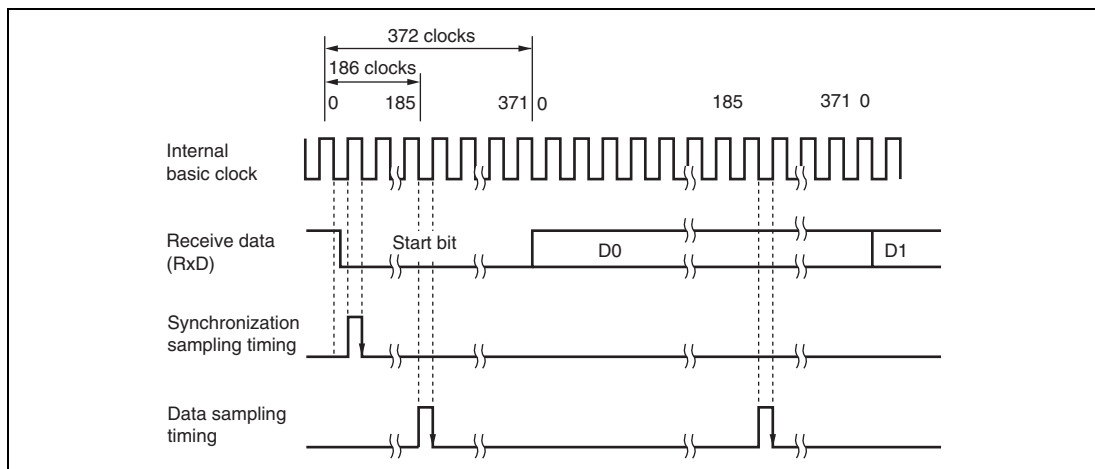 372 clocks
186 clocks
0 185 371 0 185 371 0
Internal
basic clock
Receive data
(RxD)
Start bit D0 D1
Synchronization
sampling timing
Data sampling
timing